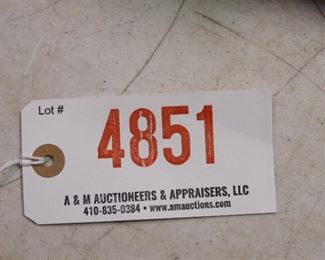 Lot #
4851
A & M AUCTIONEERS & APPRAISERS, LLC
410-835-0384 • www.amauctions.com